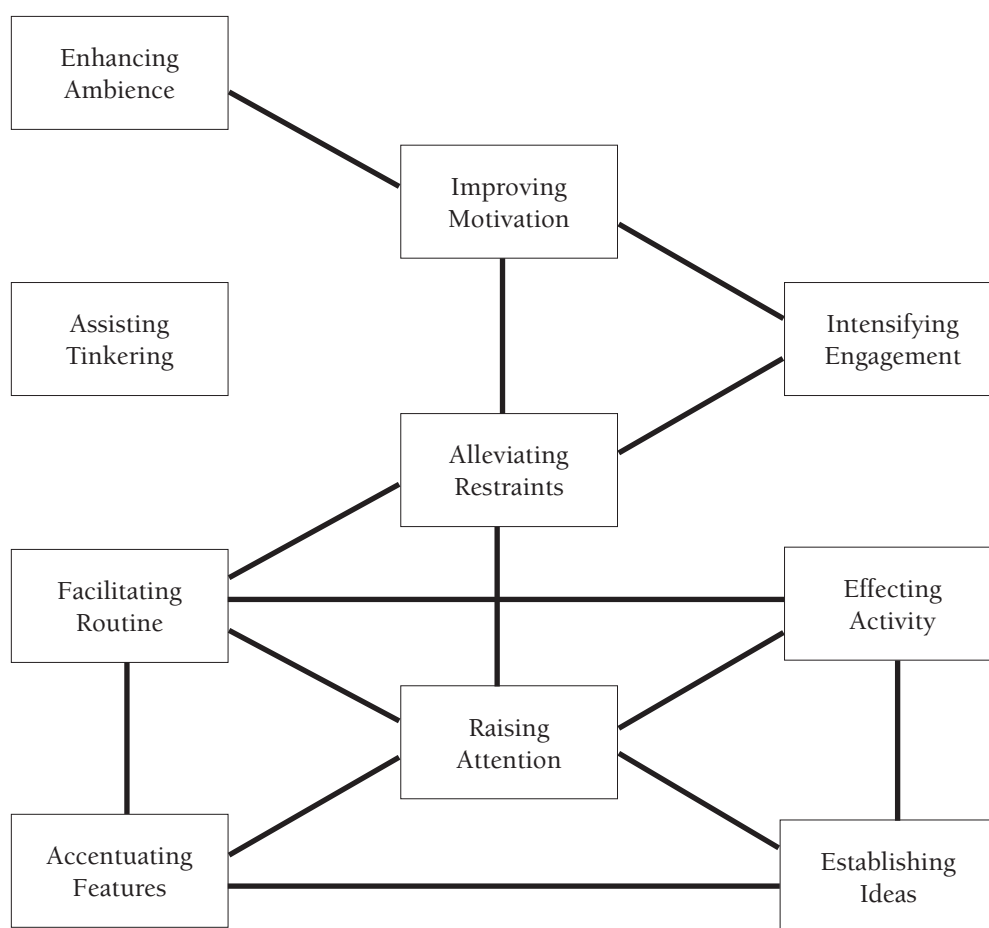 Enhancing
Ambience
Improving
Motivation
Assisting
Tinkering
Intensifying
Engagement
Alleviating
Restraints
Facilitating
Routine
Effecting
Activity
Raising
Attention
Accentuating
Features
Establishing
Ideas